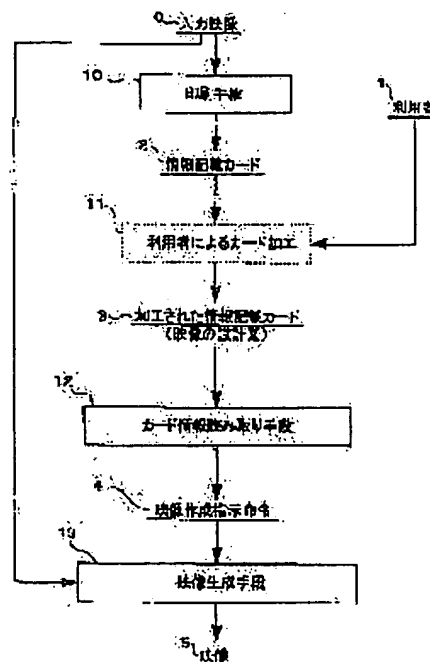 0 入力映像
10
印刷手段
1 利用者
2 情報記載カード
11
利用者によるカード加工
3 加工された情報記載カード
(映像の設計図)
12
カード情報読み取り手段
4 映像作成指示命令
13
映像生成手段
5 映像